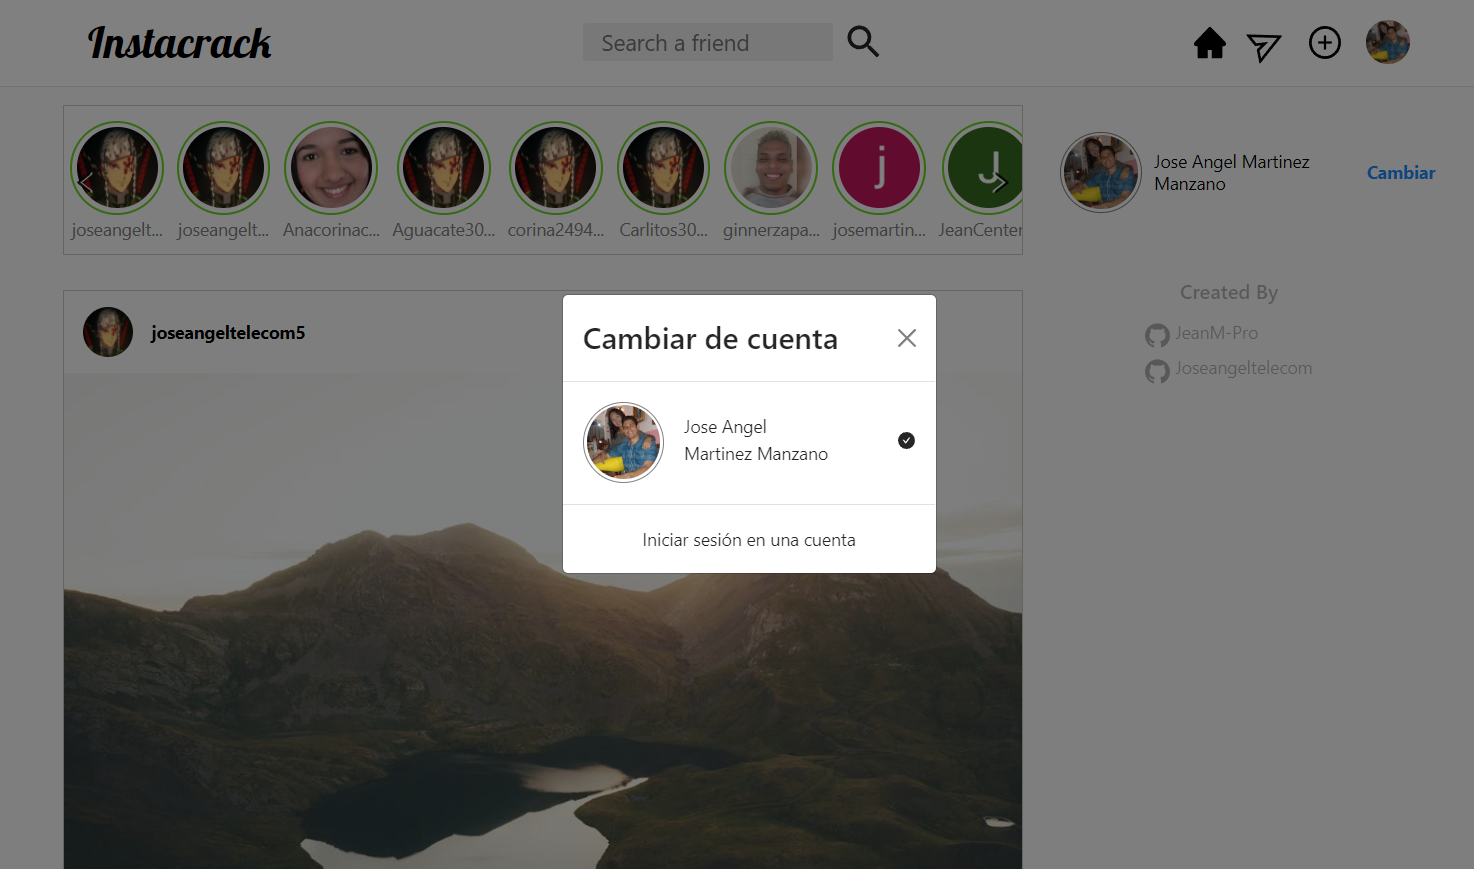 Instacrack
Search a friend
joseangelt...
joseangelt...
Anacorinac...
Aguacate30...
corina2494...
Carlitos30...
ginnerzapa...
josemartin...
JeanCenter
j
J
Jose Angel Martinez
Manzano
Cambiar
Created By
JeanM-Pro
Joseangeltelecom
joseangeltelecom5
Cambiar de cuenta
Jose Angel
Martinez Manzano
Iniciar sesión en una cuenta